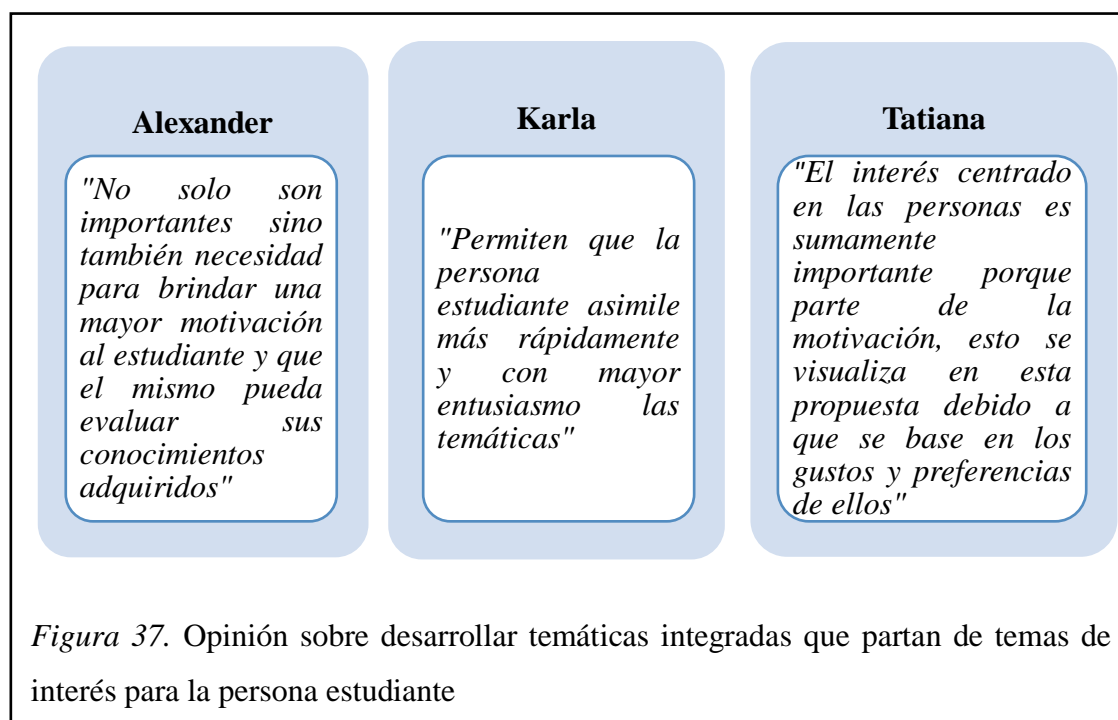 Alexander
"No solo son
importantes sino
también necesidad
para brindar una
mayor motivación
al estudiante y que
el mismo pueda
evaluar sus
conocimientos
adquiridos"
Karla
"Permiten que la
persona
estudiante asimile
más rápidamente
y con mayor
entusiasmo las
temáticas"
Tatiana
"El interés centrado
en las personas es
sumamente
importante porque
parte de la
motivación, esto se
visualiza en esta
propuesta debido a
que se base en los
gustos y preferencias
de ellos"
Figura 37. Opinión sobre desarrollar temáticas integradas que partan de temas de
interés para la persona estudiante